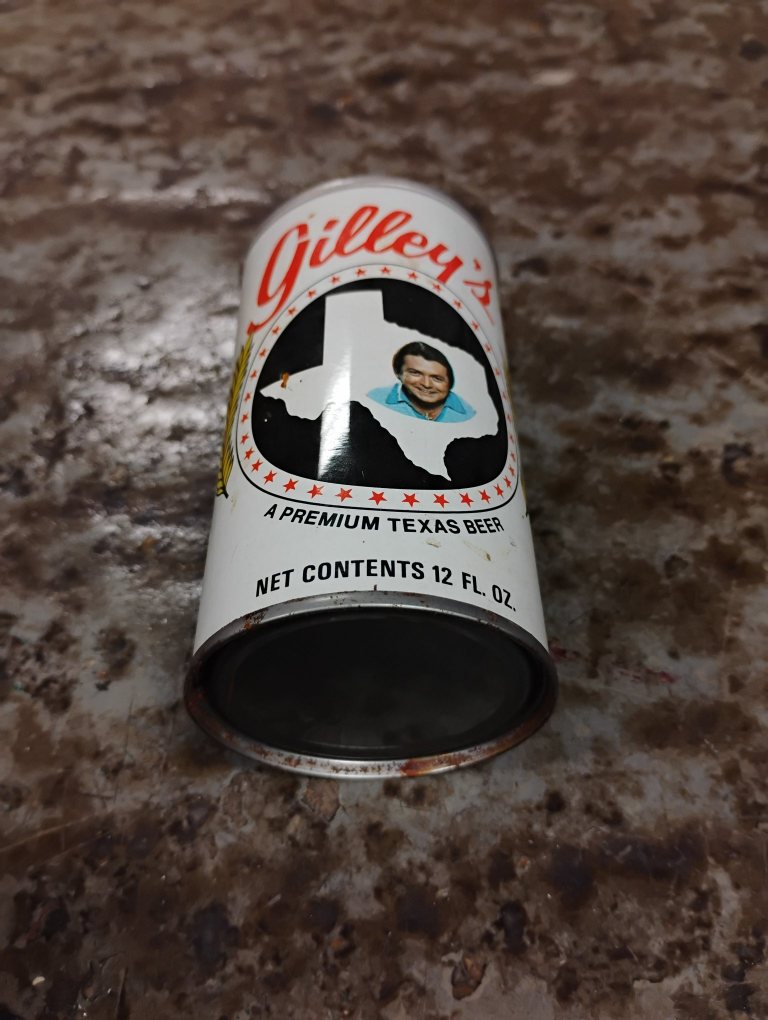 Gilley's
A PREMIUM TEXAS BEER
NET CONTENTS 12 FL. OZ.